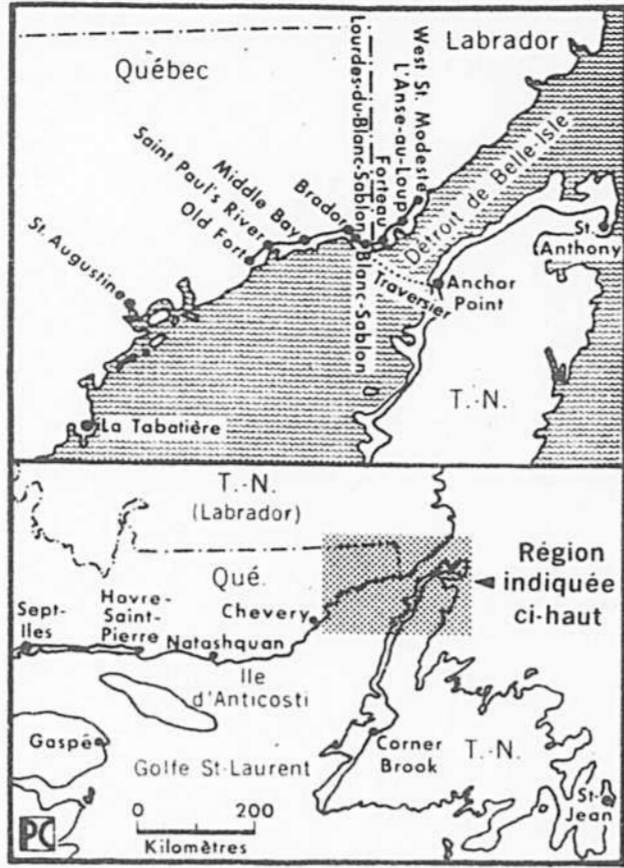 Labrador
Québec
West St. Modeste
L'Anse-au-Loup
Forteau
Lourdes-du-Blanc-Sablon
Blanc-Sablon
Brador
Middle Bay
Saint Paul's River
Old Fort
St. Augustine
La Tabatière
Détroit de Belle-Isle
Traversier
St.
Anthony
Anchor
Point
T.-N.
T.-N.
(Labrador)
Qué.
Région
indiquée
ci-haut
Sept-
Iles
Havre-
Saint-
Pierre
Natashquan
Chevery
Ile
d'Anticosti
Gaspé
Golfe St-Laurent
Corner
Brook
T.-N.
St-
Jean
0 200
Kilomètres
PC